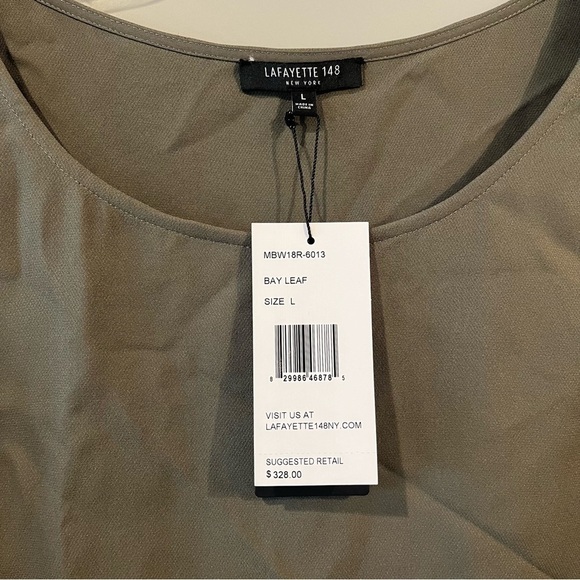 LAFAYETTE 148
NEW YORK
L
MADE IN
CHINA
MBW18R-6013
BAY LEAF
SIZE L
8 29986 46878 5
VISIT US AT
LAFAYETTE148NY.COM
SUGGESTED RETAIL
$ 328.00